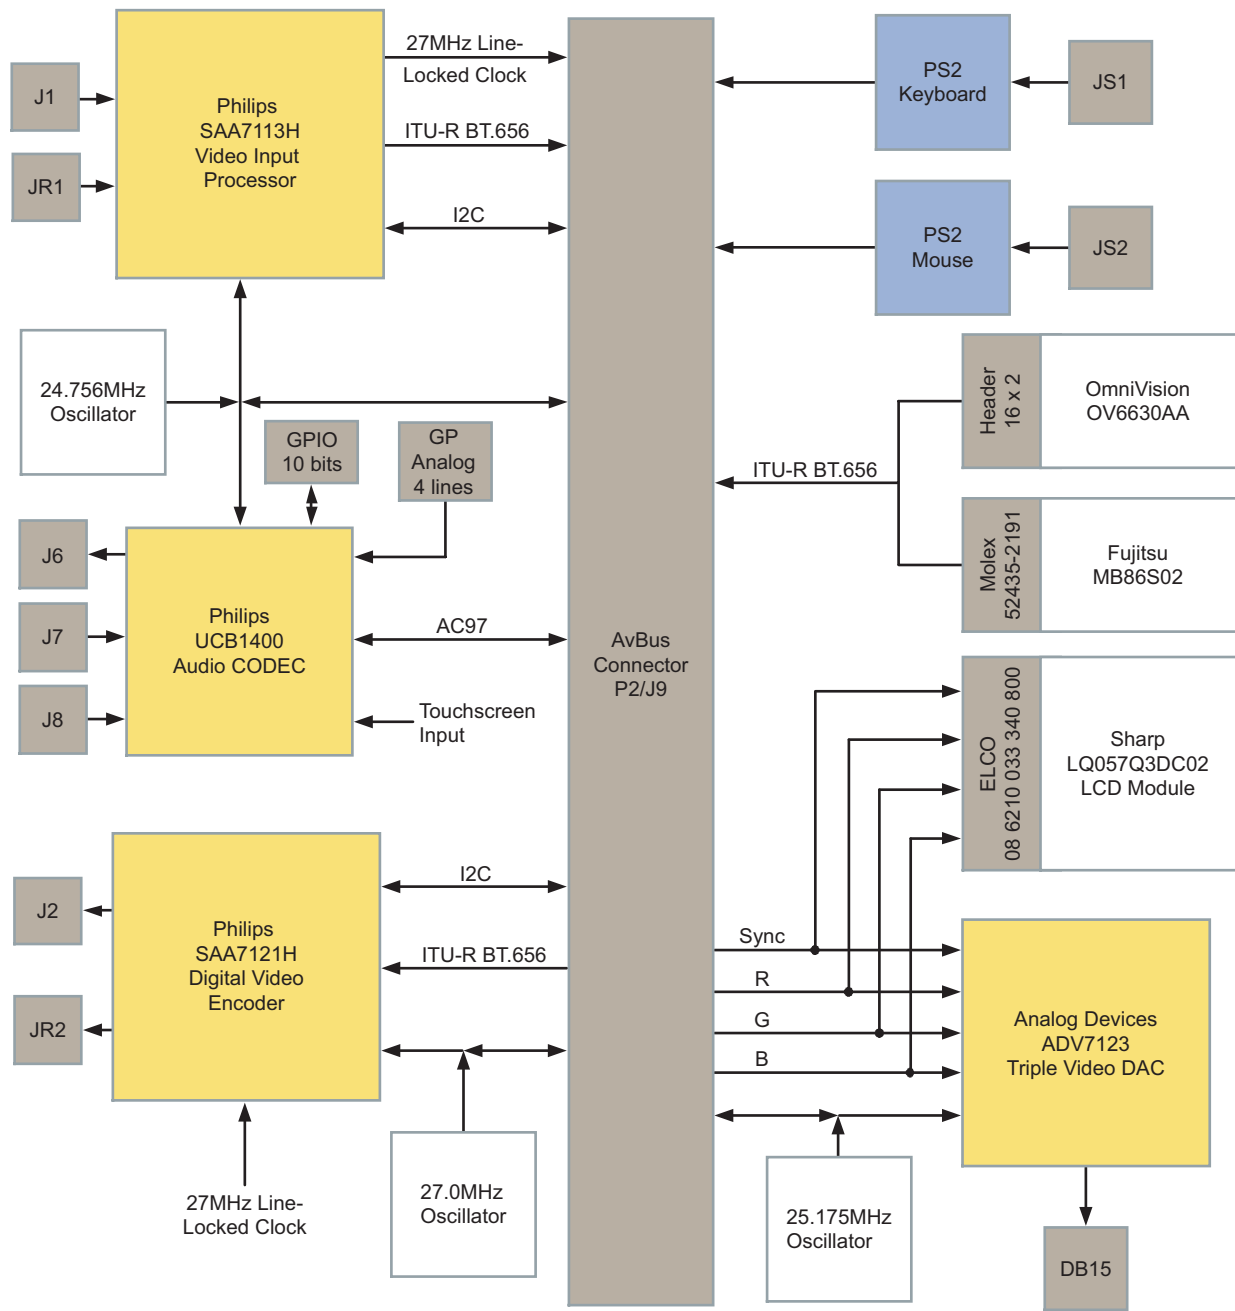 J1
JR1
Philips
SAA7113H
Video Input
Processor
27MHz Line-
Locked Clock
ITU-R BT.656
I2C
PS2
Keyboard
JS1
PS2
Mouse
JS2
24.756MHz
Oscillator
GPIO
10 bits
GP
Analog
4 lines
Header
16 x 2
OmniVision
OV6630AA
ITU-R BT.656
Molex
52435-2191
Fujitsu
MB86S02
J6
J7
J8
Philips
UCB1400
Audio CODEC
AC97
Touchscreen
Input
AvBus
Connector
P2/J9
ELCO
08 6210 033 340 800
Sharp
LQ057Q3DC02
LCD Module
J2
JR2
Philips
SAA7121H
Digital Video
Encoder
I2C
ITU-R BT.656
Sync
R
G
B
Analog Devices
ADV7123
Triple Video DAC
27MHz Line-
Locked Clock
27.0MHz
Oscillator
25.175MHz
Oscillator
DB15